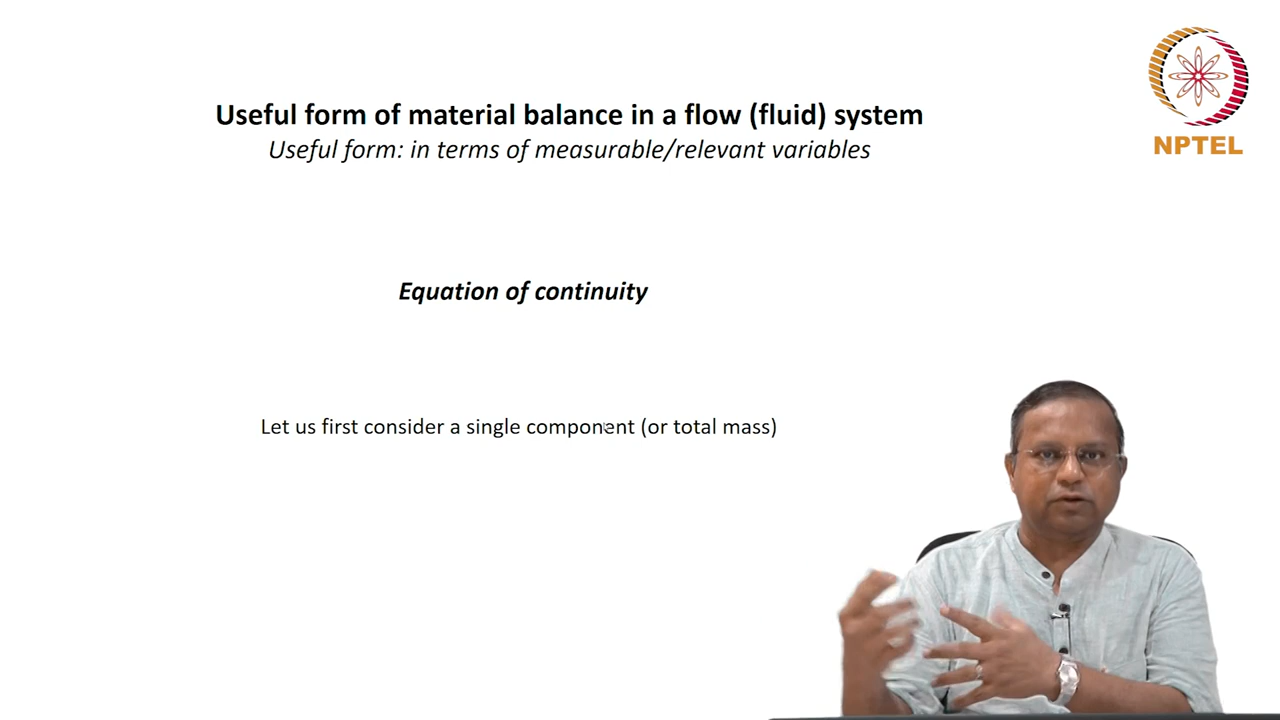 Useful form of material balance in a flow (fluid) system
Useful form: in terms of measurable/relevant variables
NPTEL
Equation of continuity
Let us first consider a single component (or total mass)